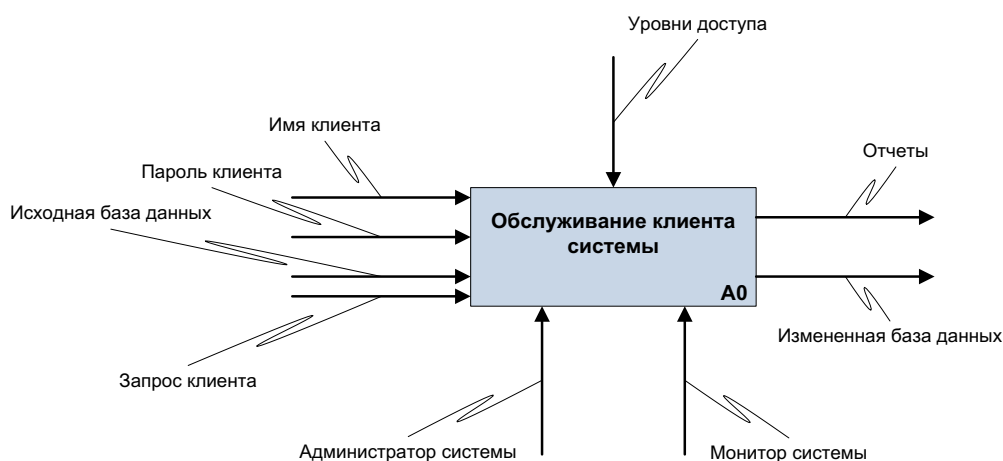 Уровни доступа
Имя клиента
Отчеты
Пароль клиента
Исходная база данных
Обслуживание клиента
системы
A0
Измененная база данных
Запрос клиента
Администратор системы
Монитор системы